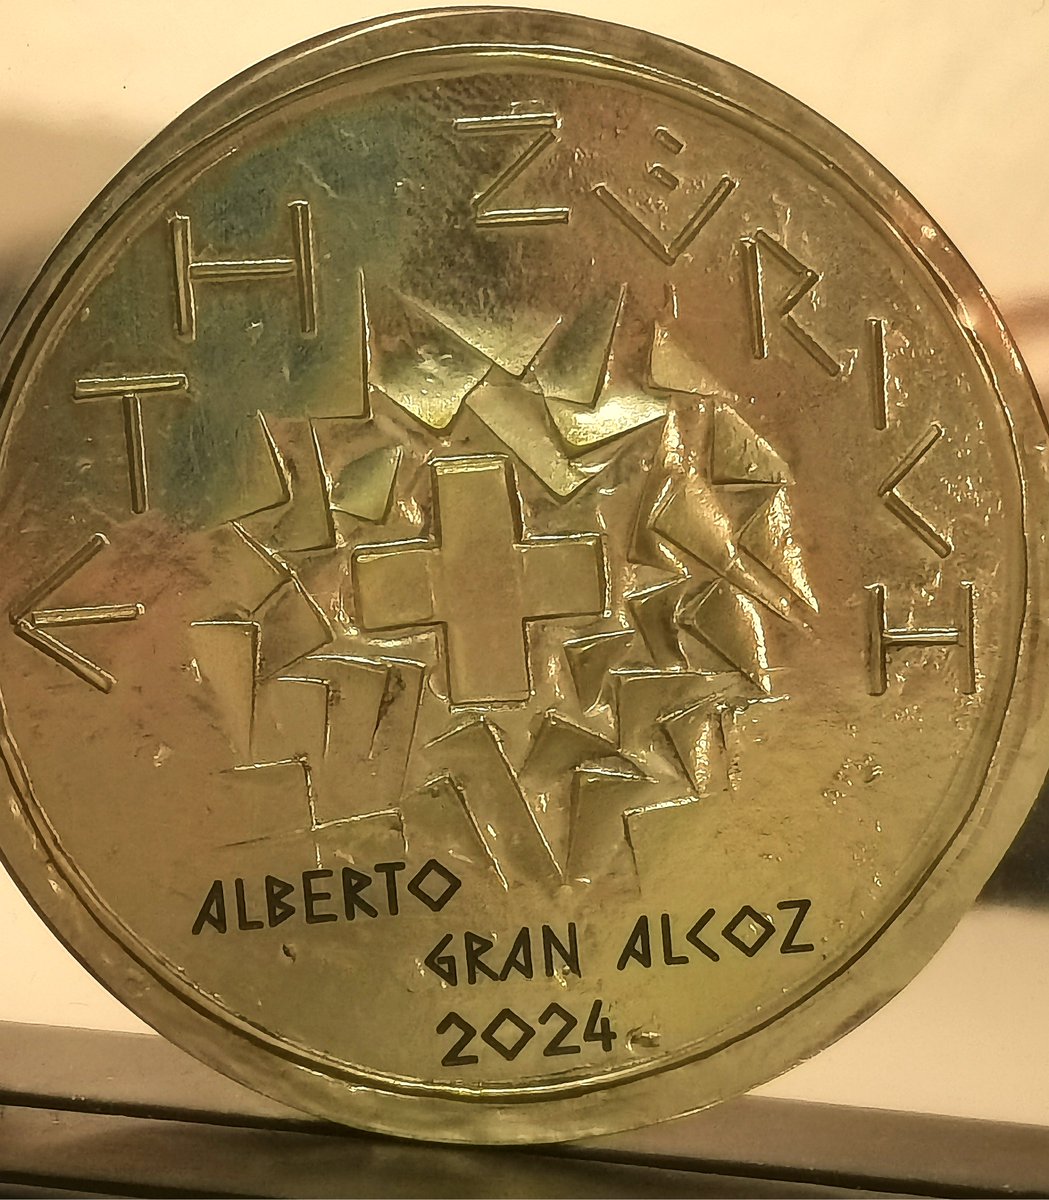 ETH ZÜRICH
ALBERTO
GRAN ALCOZ
2024